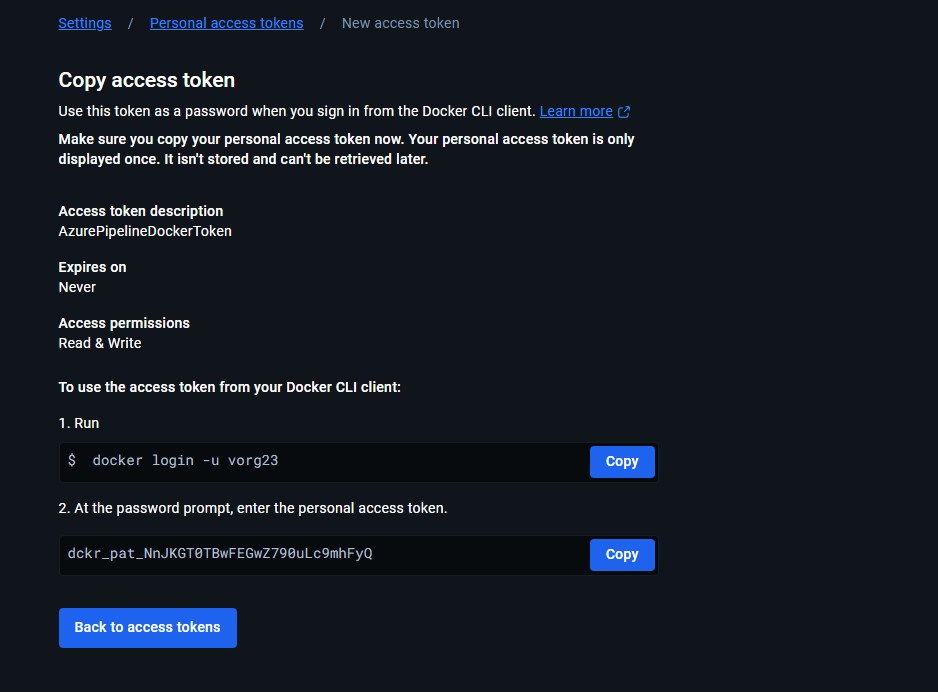 Settings / Personal access tokens / New access token
Copy access token
Use this token as a password when you sign in from the Docker CLI client. Learn more
Make sure you copy your personal access token now. Your personal access token is only
displayed once. It isn't stored and can't be retrieved later.
Access token description
AzurePipelineDockerToken
Expires on
Never
Access permissions
Read & Write
To use the access token from your Docker CLI client:
1. Run
$ docker login -u vorg23
Copy
2. At the password prompt, enter the personal access token.
dckr_pat_NnJKGT0TBwFEGwZ790uLc9mhFyQ
Copy
Back to access tokens